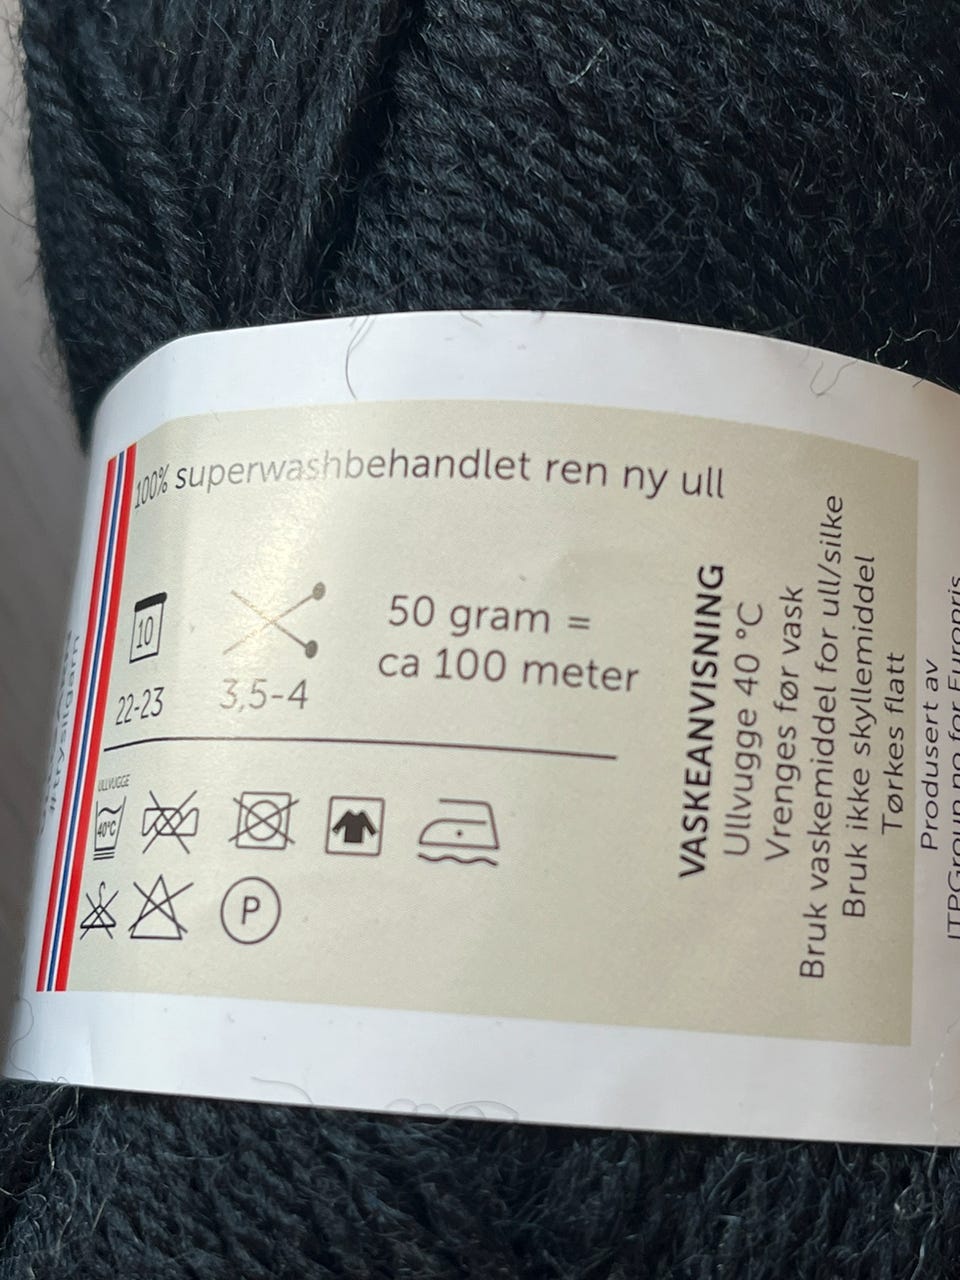 100% superwashbehandlet ren ny ull
10
22-23
3,5-4
50 gram =
ca 100 meter
ULLVUGGE
40°C
P
VASKEANVISNING
Ullvugge 40 °C
Vrenges før vask
Bruk vaskemiddel for ull/silke
Bruk ikke skyllemiddel
Tørkes flatt
Produsert av
#trysilgarn